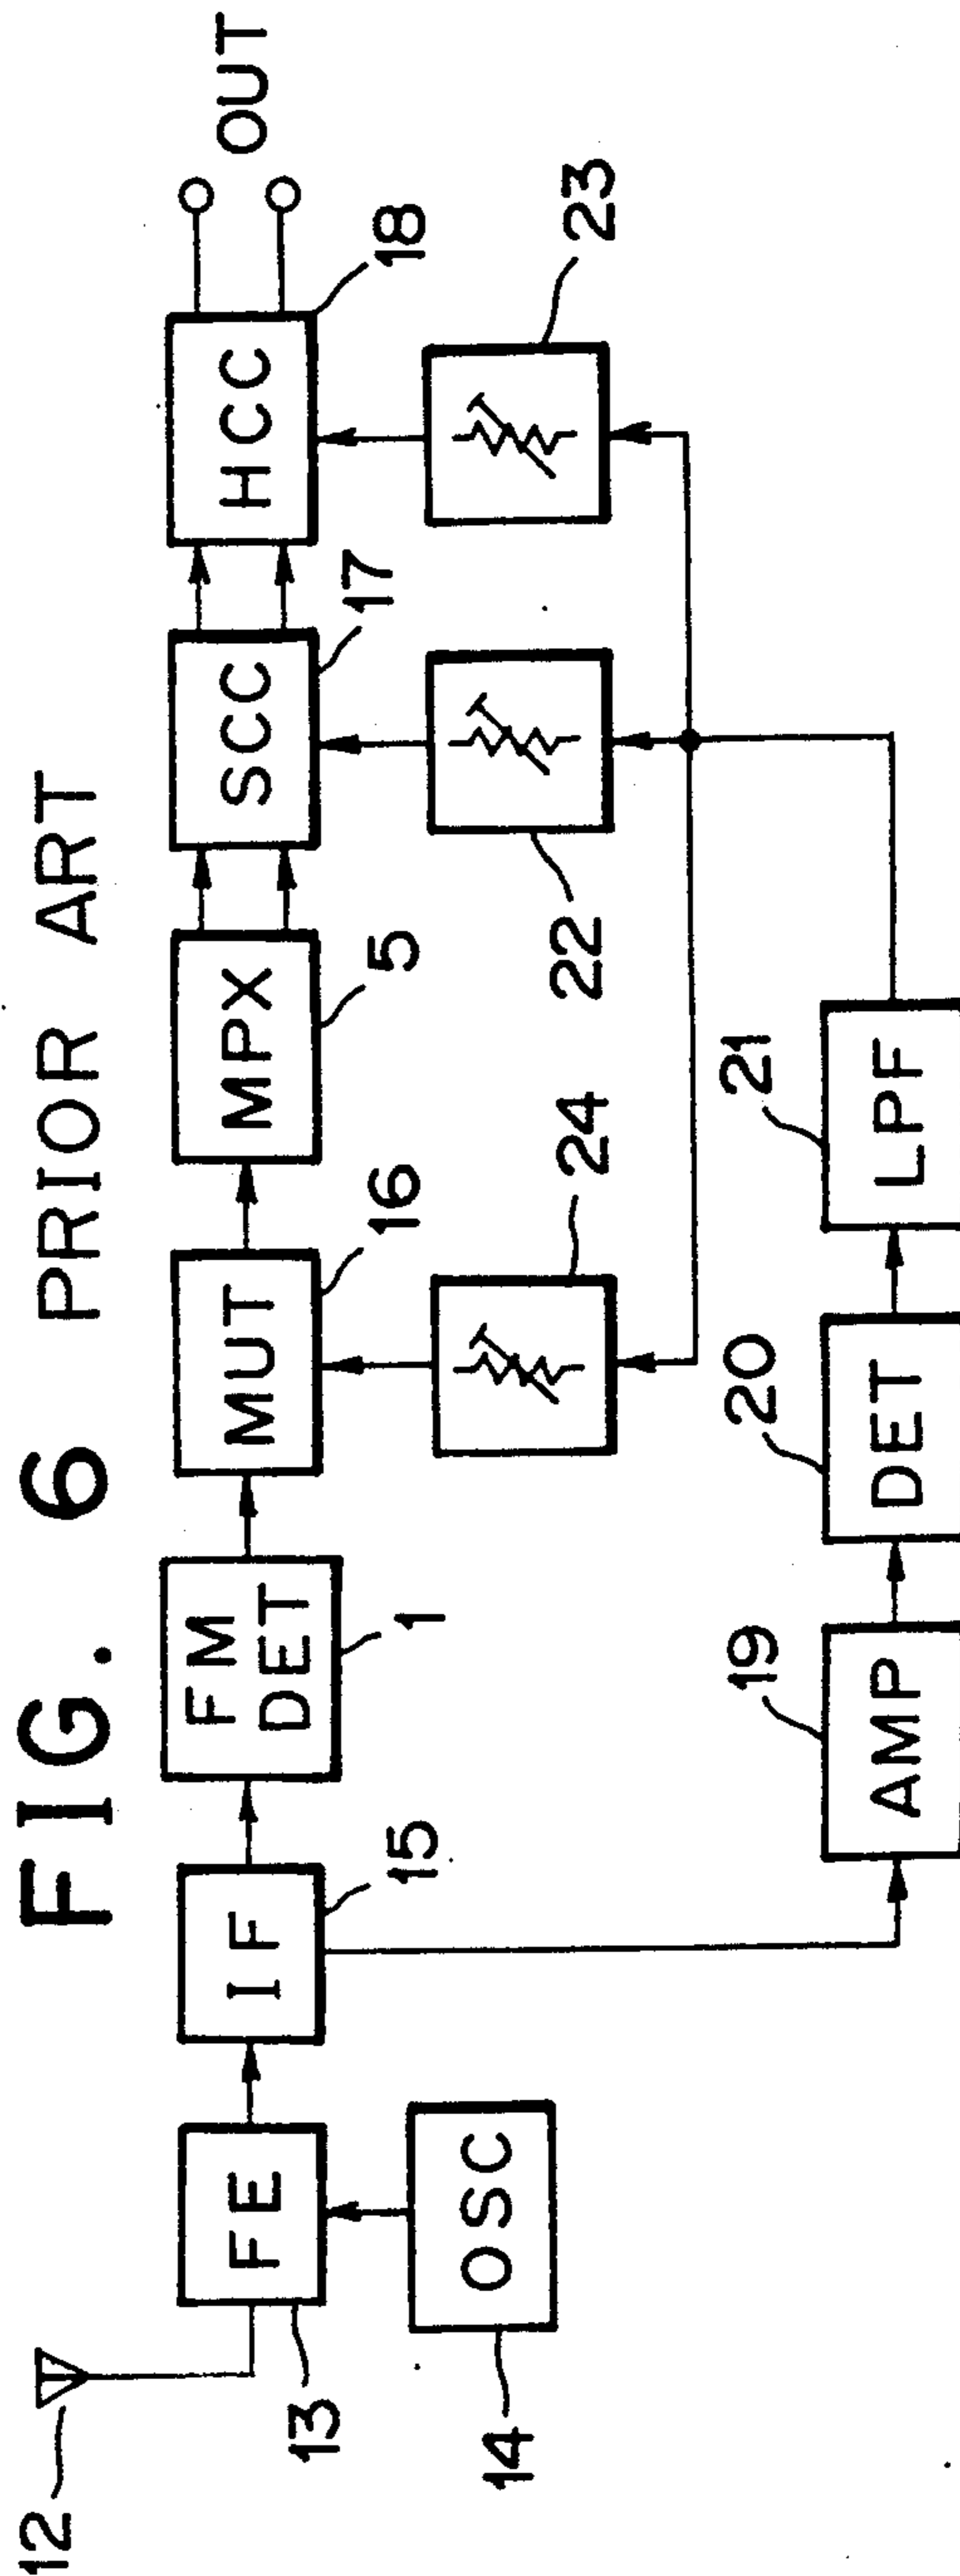 FIG. 6 PRIOR ART
12
13
FE
14
OSC
IF
15
FM
DET
1
MUT
16
MPX
5
SCC
17
HCC
18
OUT
24
22
23
19
AMP
20
DET
21
LPF